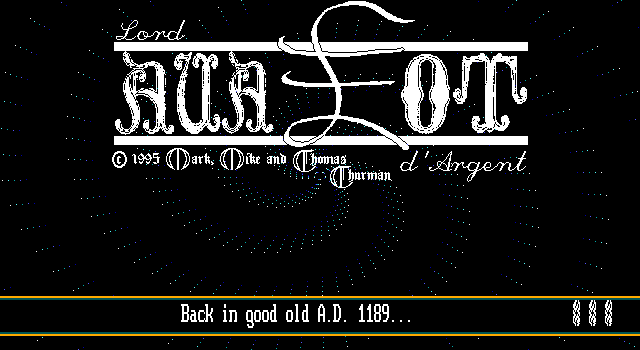 Lord
AVALOT
d'Argent
© 1995 Mark, Mike and Thomas
Thurman
Back in good old A.D. 1189...